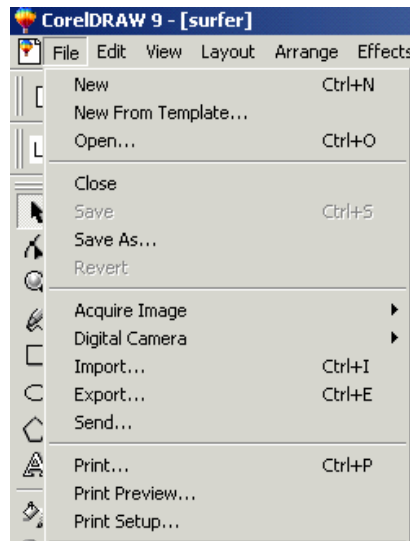 CorelDRAW 9 - [surfer]
File Edit View Layout Arrange Effects
New Ctrl+N
New From Template...
Open... Ctrl+O
Close
Save Ctrl+S
Save As...
Revert
Acquire Image
Digital Camera
Import... Ctrl+I
Export... Ctrl+E
Send...
Print... Ctrl+P
Print Preview...
Print Setup...